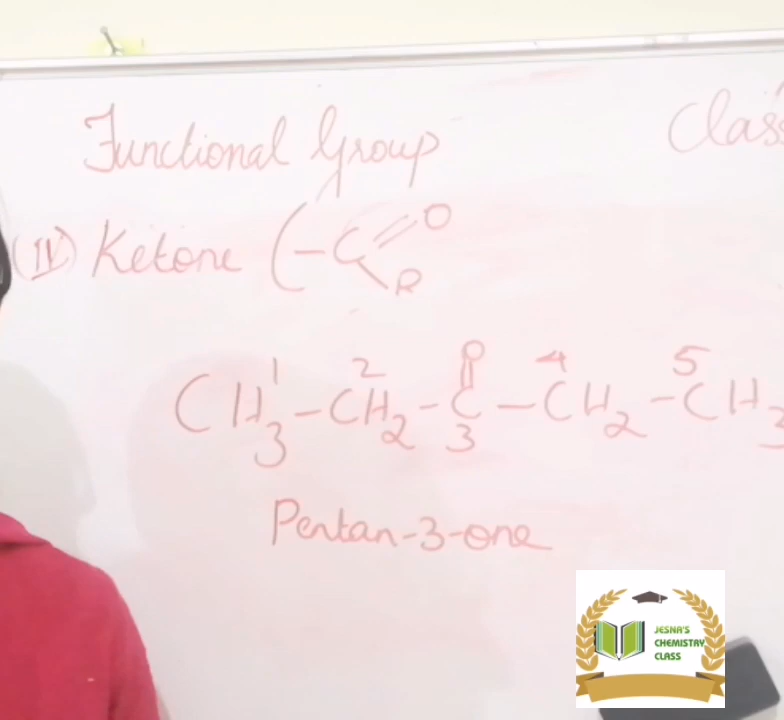 Functional Group
Class
(IV) Ketone (-C=O
R
1 2 O 4 5
CH3-CH2-C-CH2-CH3
3
Pentan-3-one
JESNA'S
CHEMISTRY
CLASS